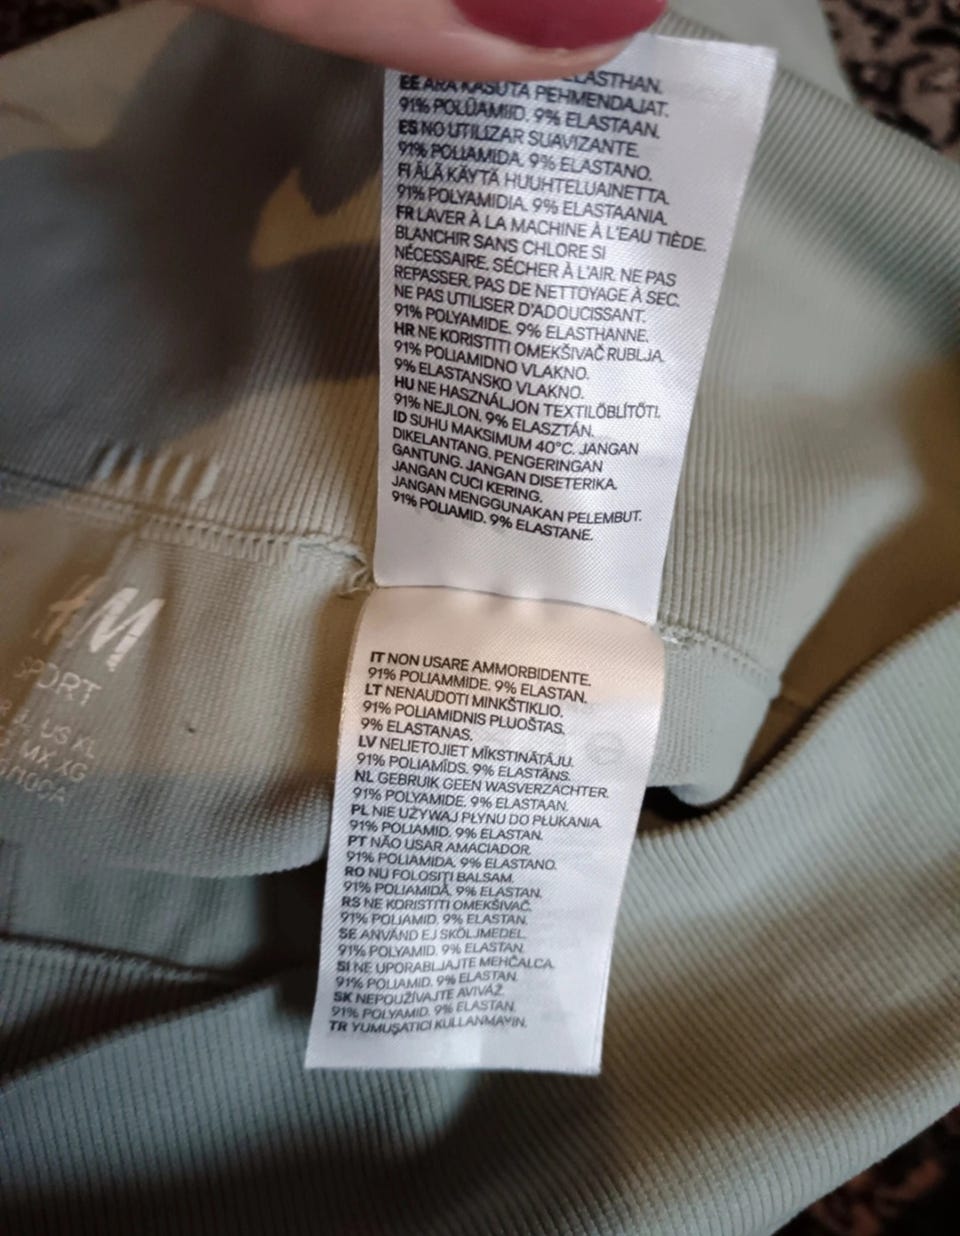 ELASTHAN.
EE ÄRA KASUTA PEHMENDAJAT.
91% POLÜAMIID. 9% ELASTAAN.
ES NO UTILIZAR SUAVIZANTE.
91% POLIAMIDA. 9% ELASTANO.
FI ÄLÄ KÄYTÄ HUUHTELUAINETTA.
91% POLYAMIDIA. 9% ELASTAANIA.
FR LAVER À LA MACHINE À L'EAU TIÈDE.
BLANCHIR SANS CHLORE SI
NÉCESSAIRE. SÉCHER À L'AIR. NE PAS
REPASSER. PAS DE NETTOYAGE À SEC.
NE PAS UTILISER D'ADOUCISSANT.
91% POLYAMIDE. 9% ELASTHANNE.
HR NE KORISTITI OMEKŠIVAČ RUBLJA.
91% POLIAMIDNO VLAKNO.
9% ELASTANSKO VLAKNO.
HU NE HASZNÁLJON TEXTILÖBLÍTŐT!.
91% NEJLON. 9% ELASZTÁN.
ID SUHU MAKSIMUM 40°C. JANGAN
DIKELANTANG. PENGERINGAN
GANTUNG. JANGAN DISETERIKA.
JANGAN CUCI KERING.
JANGAN MENGGUNAKAN PELEMBUT.
91% POLIAMID. 9% ELASTANE.
IT NON USARE AMMORBIDENTE.
91% POLIAMMIDE. 9% ELASTAN.
LT NENAUDOTI MINKŠTIKLIO.
91% POLIAMIDNIS PLUOŠTAS.
9% ELASTANAS.
LV NELIETOJIET MĪKSTINĀTĀJU.
91% POLIAMĪDS. 9% ELASTĀNS.
NL GEBRUIK GEEN WASVERZACHTER.
91% POLYAMIDE. 9% ELASTAAN.
PL NIE UŻYWAJ PŁYNU DO PŁUKANIA.
91% POLIAMID. 9% ELASTAN.
PT NÃO USAR AMACIADOR.
91% POLIAMIDA. 9% ELASTANO.
RO NU FOLOSIȚI BALSAM.
91% POLIAMIDĂ. 9% ELASTAN.
RS NE KORISTITI OMEKŠIVAČ.
91% POLIAMID. 9% ELASTAN.
SE ANVÄND EJ SKÖLJMEDEL.
91% POLYAMID. 9% ELASTAN.
SI NE UPORABLJAJTE MEHČALCA.
91% POLIAMID. 9% ELASTAN.
SK NEPOUŽÍVAJTE AVIVÁŽ.
91% POLYAMID. 9% ELASTAN.
TR YUMUŞATICI KULLANMAYIN.
H&M
SPORT
US XL
MX XG